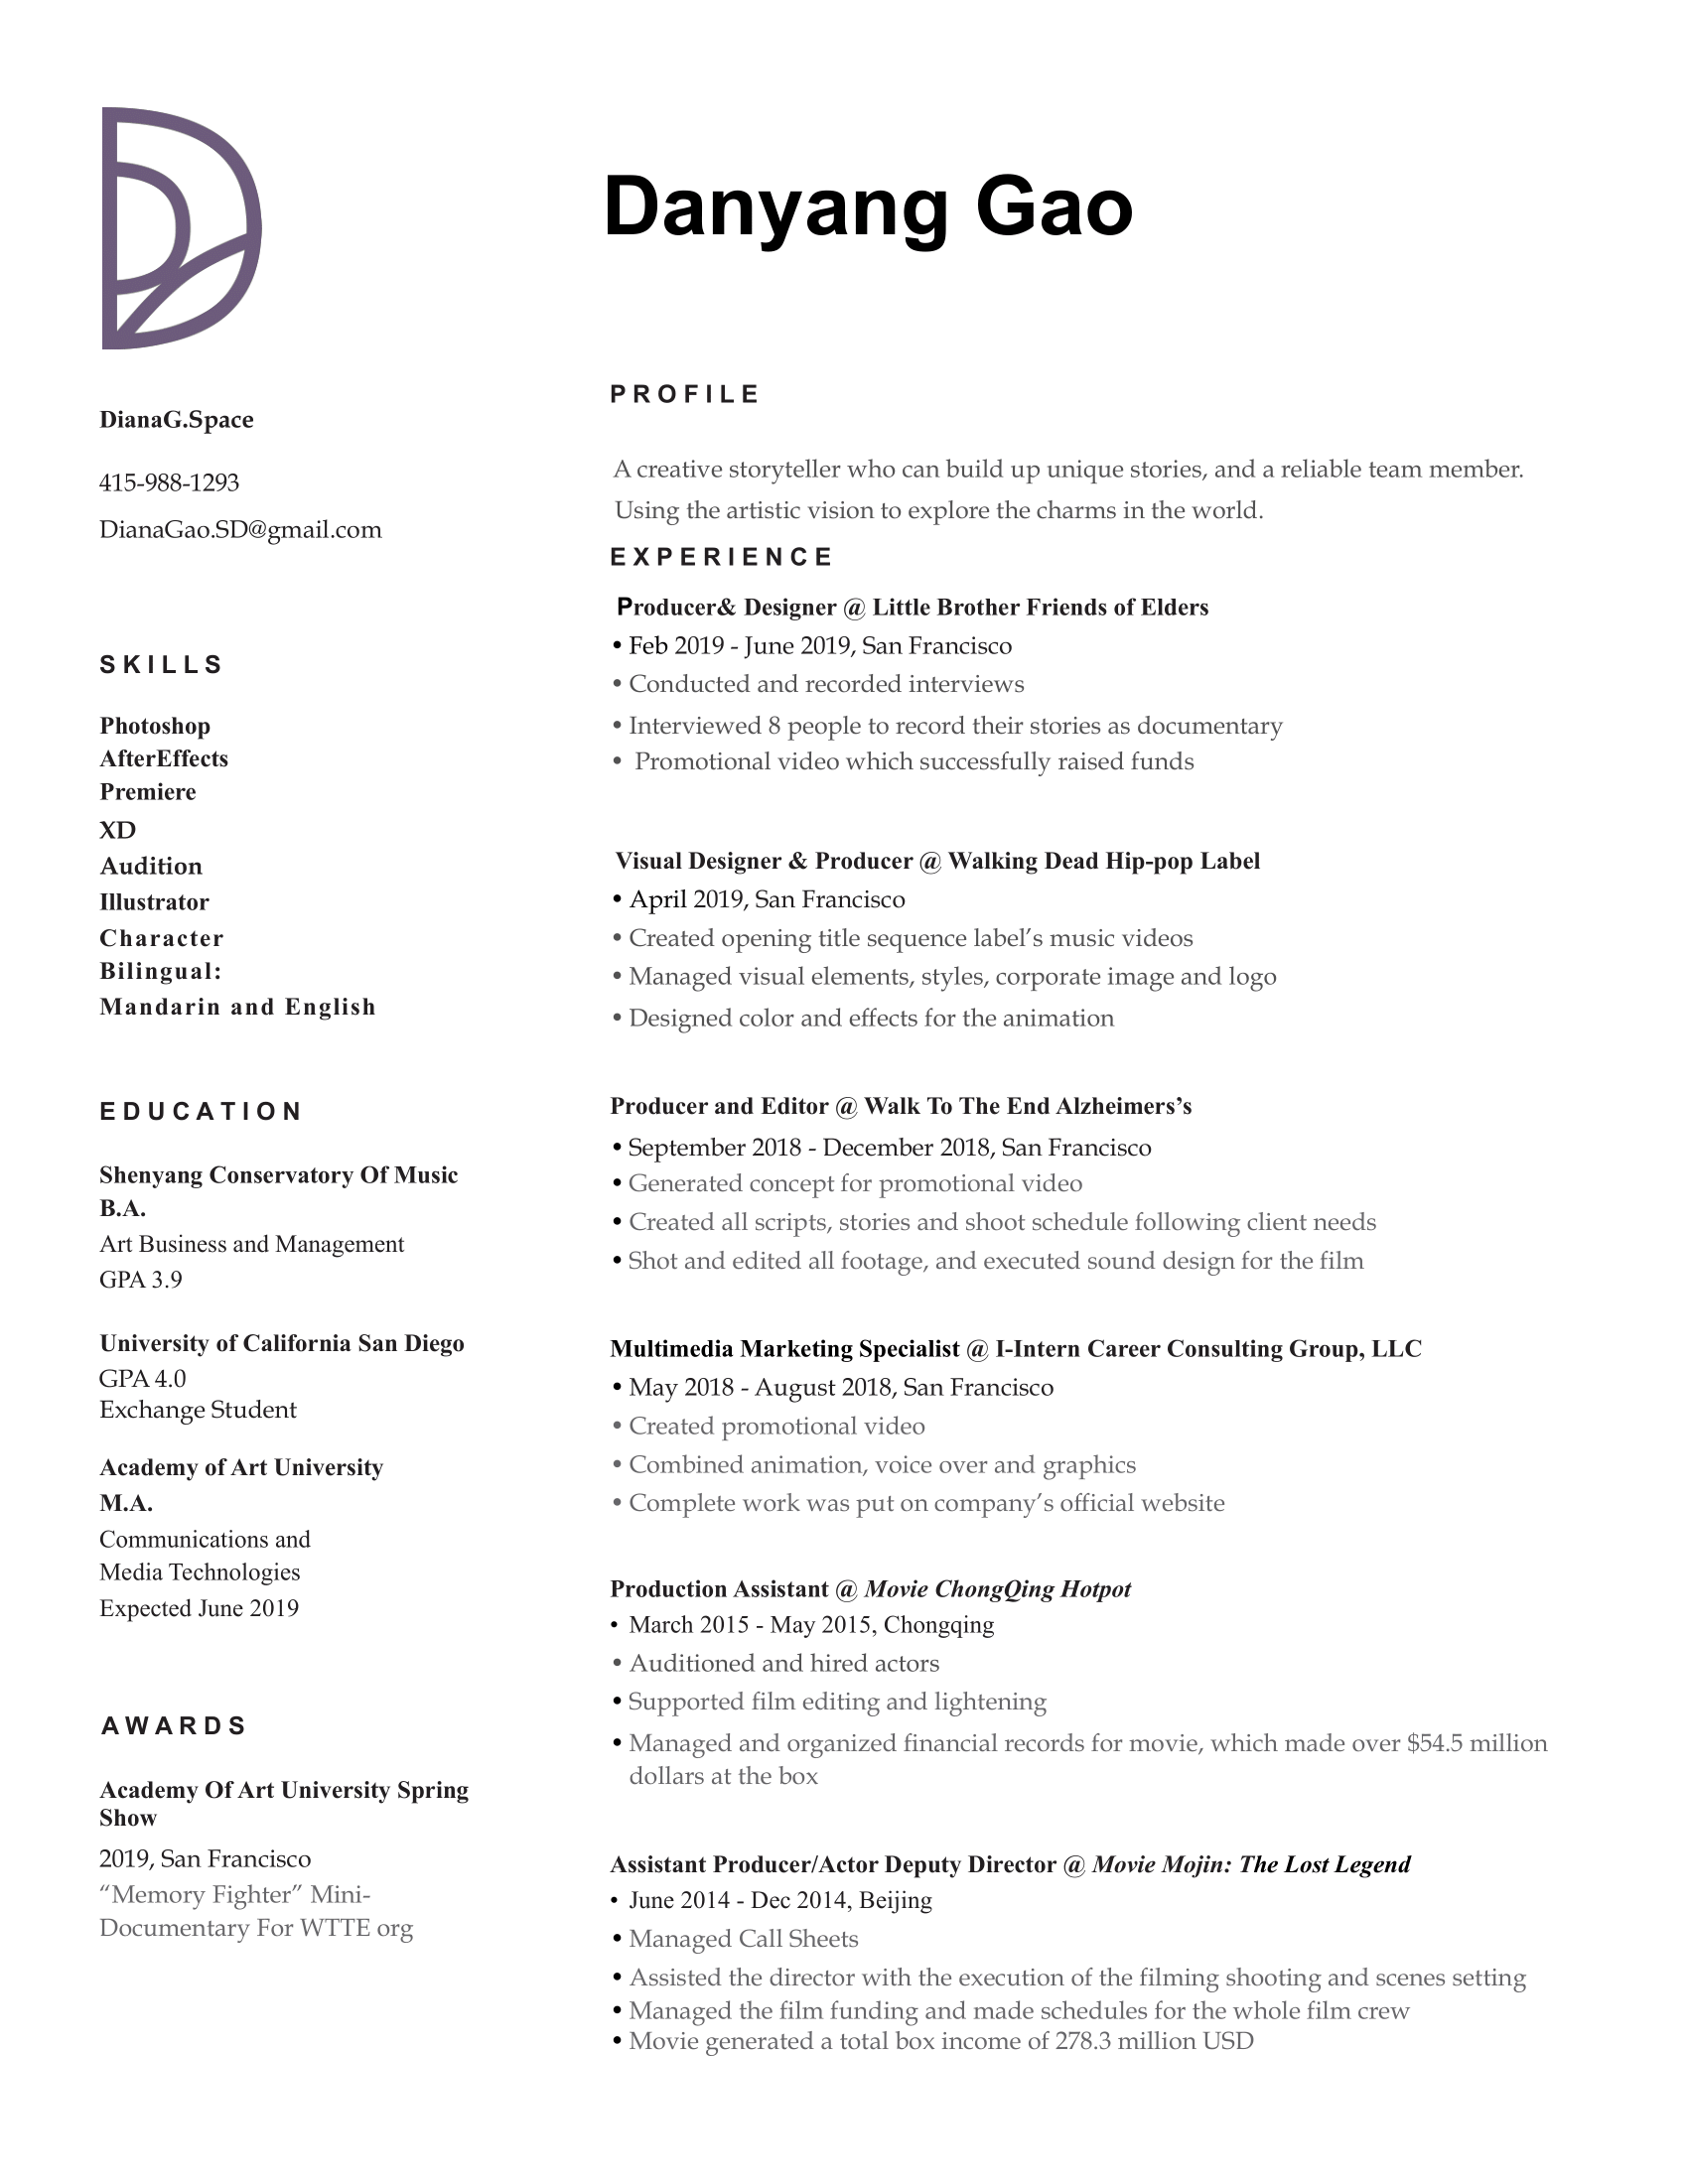 Danyang Gao
DianaG.Space
415-988-1293
DianaGao.SD@gmail.com
SKILLS
Photoshop
AfterEffects
Premiere
XD
Audition
Illustrator
Character
Bilingual:
Mandarin and English
EDUCATION
Shenyang Conservatory Of Music
B.A.
Art Business and Management
GPA 3.9
University of California San Diego
GPA 4.0
Exchange Student
Academy of Art University
M.A.
Communications and
Media Technologies
Expected June 2019
AWARDS
Academy Of Art University Spring
Show
2019, San Francisco
“Memory Fighter” Mini-
Documentary For WTTE org
PROFILE
A creative storyteller who can build up unique stories, and a reliable team member.
Using the artistic vision to explore the charms in the world.
EXPERIENCE
Producer& Designer @ Little Brother Friends of Elders
• Feb 2019 - June 2019, San Francisco
• Conducted and recorded interviews
• Interviewed 8 people to record their stories as documentary
• Promotional video which successfully raised funds
Visual Designer & Producer @ Walking Dead Hip-pop Label
• April 2019, San Francisco
• Created opening title sequence label’s music videos
• Managed visual elements, styles, corporate image and logo
• Designed color and effects for the animation
Producer and Editor @ Walk To The End Alzheimers’s
• September 2018 - December 2018, San Francisco
• Generated concept for promotional video
• Created all scripts, stories and shoot schedule following client needs
• Shot and edited all footage, and executed sound design for the film
Multimedia Marketing Specialist @ I-Intern Career Consulting Group, LLC
• May 2018 - August 2018, San Francisco
• Created promotional video
• Combined animation, voice over and graphics
• Complete work was put on company’s official website
Production Assistant @ Movie ChongQing Hotpot
• March 2015 - May 2015, Chongqing
• Auditioned and hired actors
• Supported film editing and lightening
• Managed and organized financial records for movie, which made over $54.5 million
dollars at the box
Assistant Producer/Actor Deputy Director @ Movie Mojin: The Lost Legend
• June 2014 - Dec 2014, Beijing
• Managed Call Sheets
• Assisted the director with the execution of the filming shooting and scenes setting
• Managed the film funding and made schedules for the whole film crew
• Movie generated a total box income of 278.3 million USD